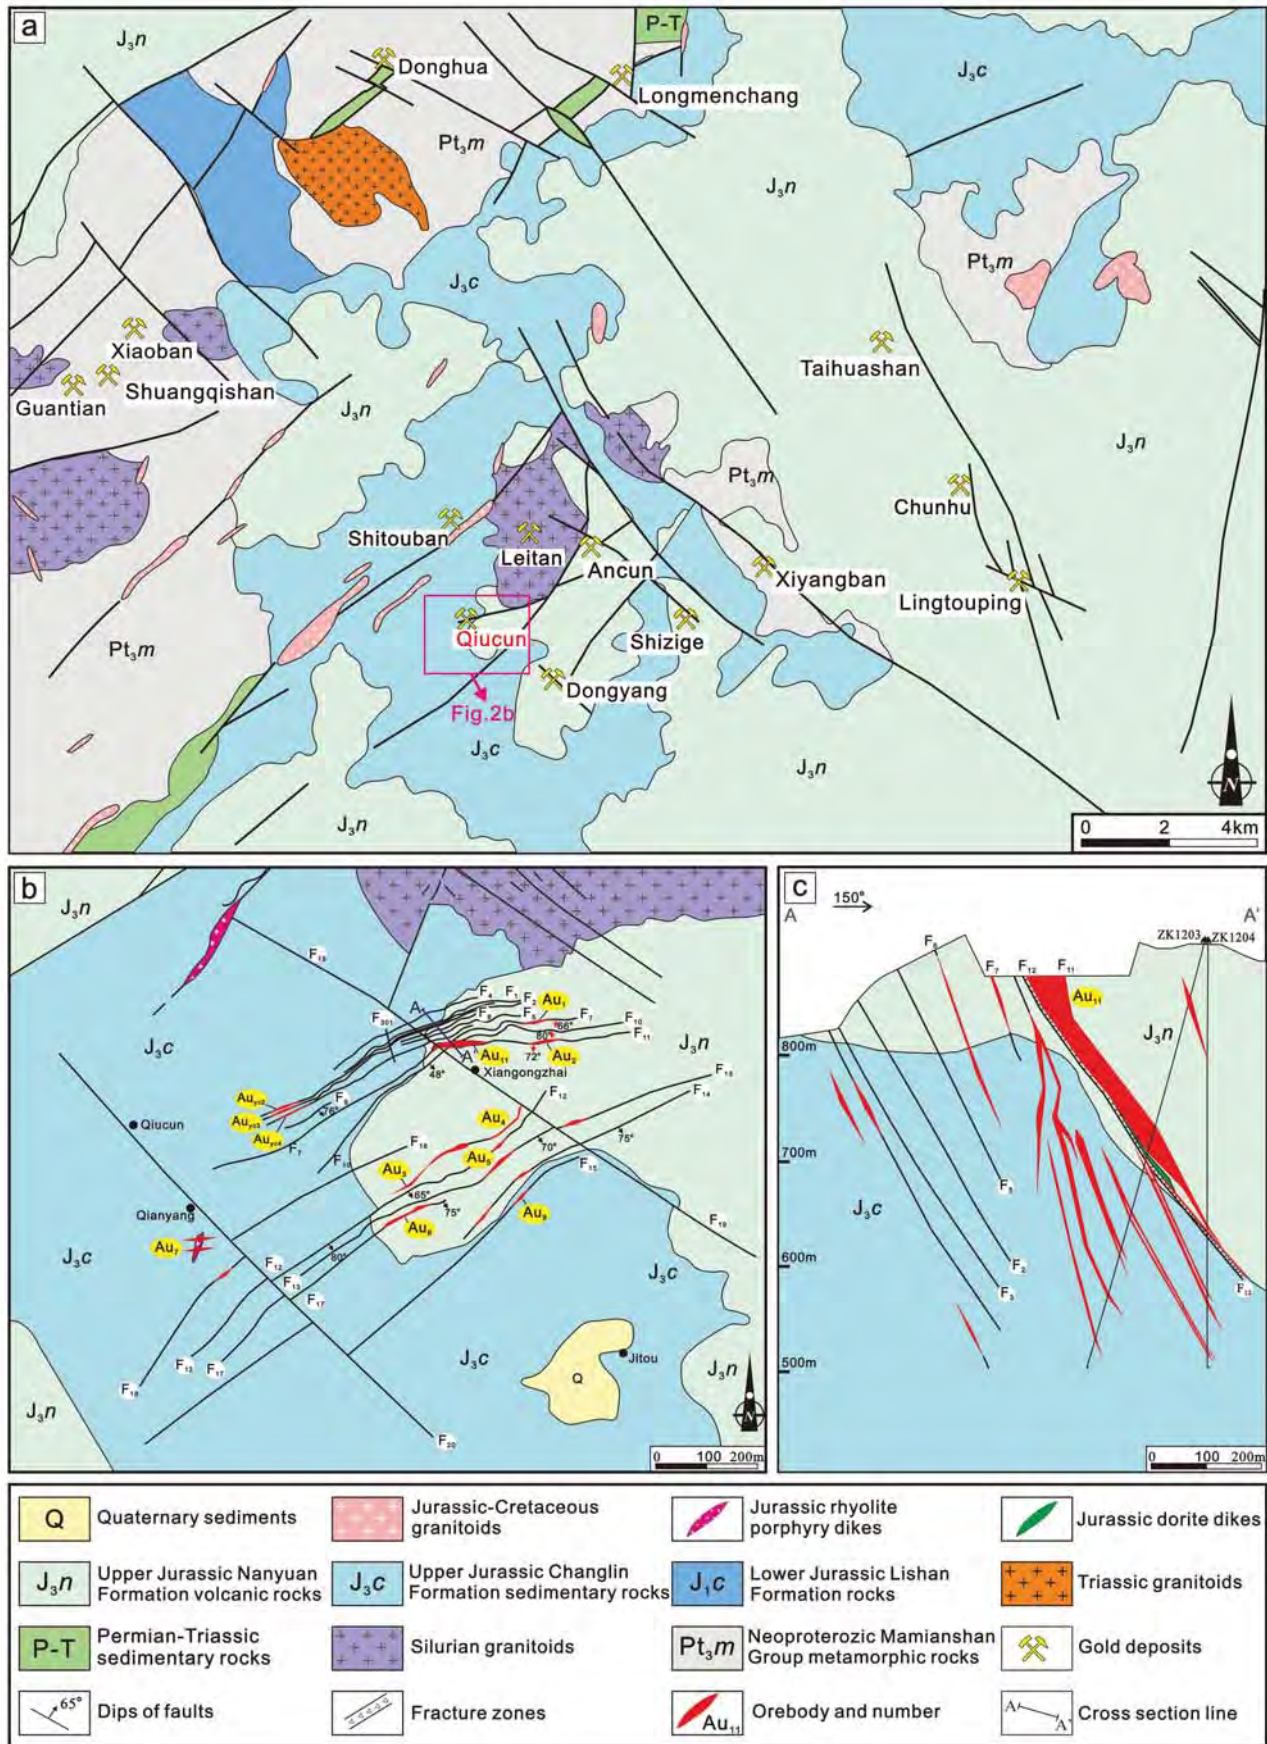 a
J₃n
P-T
Donghua
Longmenchang
J₃c
Pt₃m
J₃n
Pt₃m
J₃c
Xiaoban
Taihuashan
Shuangqishan
Guantian
J₃n
J₃n
Pt₃m
Chunhu
Shitouban
Leitan
Ancun
Xiyangban
Lingtouping
Qiucun
Shizige
Pt₃m
Dongyang
Fig.2b
J₃c
J₃n
N
J₃n
0 2 4km
b
J₃n
F₁₉
F₄ F₁ F₂ Au₁
A
F₈ F₅ F₇
F₃₀₁
66°
F₁₀
80°
F₁₁
J₃c
A'
Au₁₁
72°
Au₂
J₃n
48°
Xiangongzhai
F₁₂
F₁₄
76°
Qiucun
F₇
Au₄
F₁₀
F₁₈
70°
75°
Au₃
Au₅
F₁₅
65°
Qianyang
75°
Au₆
Au₉
F₁₉
Au₇
80°
J₃c
F₁₂
F₁₃
F₁₇
J₃c
F₁₃
F₁₇
F₁₈
J₃c
Jitou
Q
J₃n
J₃n
F₂₀
N
0 100 200m
c
150°
A
A'
ZK1203 ZK1204
F₇ F₁₂ F₁₁
Au₁₁
J₃n
800m
700m
J₃c
600m
F₂
F₃
500m
0 100 200m
Q Quaternary sediments
Jurassic-Cretaceous
granitoids
Jurassic rhyolite
porphyry dikes
Jurassic dorite dikes
J₃n Upper Jurassic Nanyuan
Formation volcanic rocks
J₃c Upper Jurassic Changlin
Formation sedimentary rocks
J₁c Lower Jurassic Lishan
Formation rocks
Triassic granitoids
P-T Permian-Triassic
sedimentary rocks
Silurian granitoids
Pt₃m Neoproterozic Mamianshan
Group metamorphic rocks
Gold deposits
65° Dips of faults
Fracture zones
Au₁₁ Orebody and number
A A' Cross section line